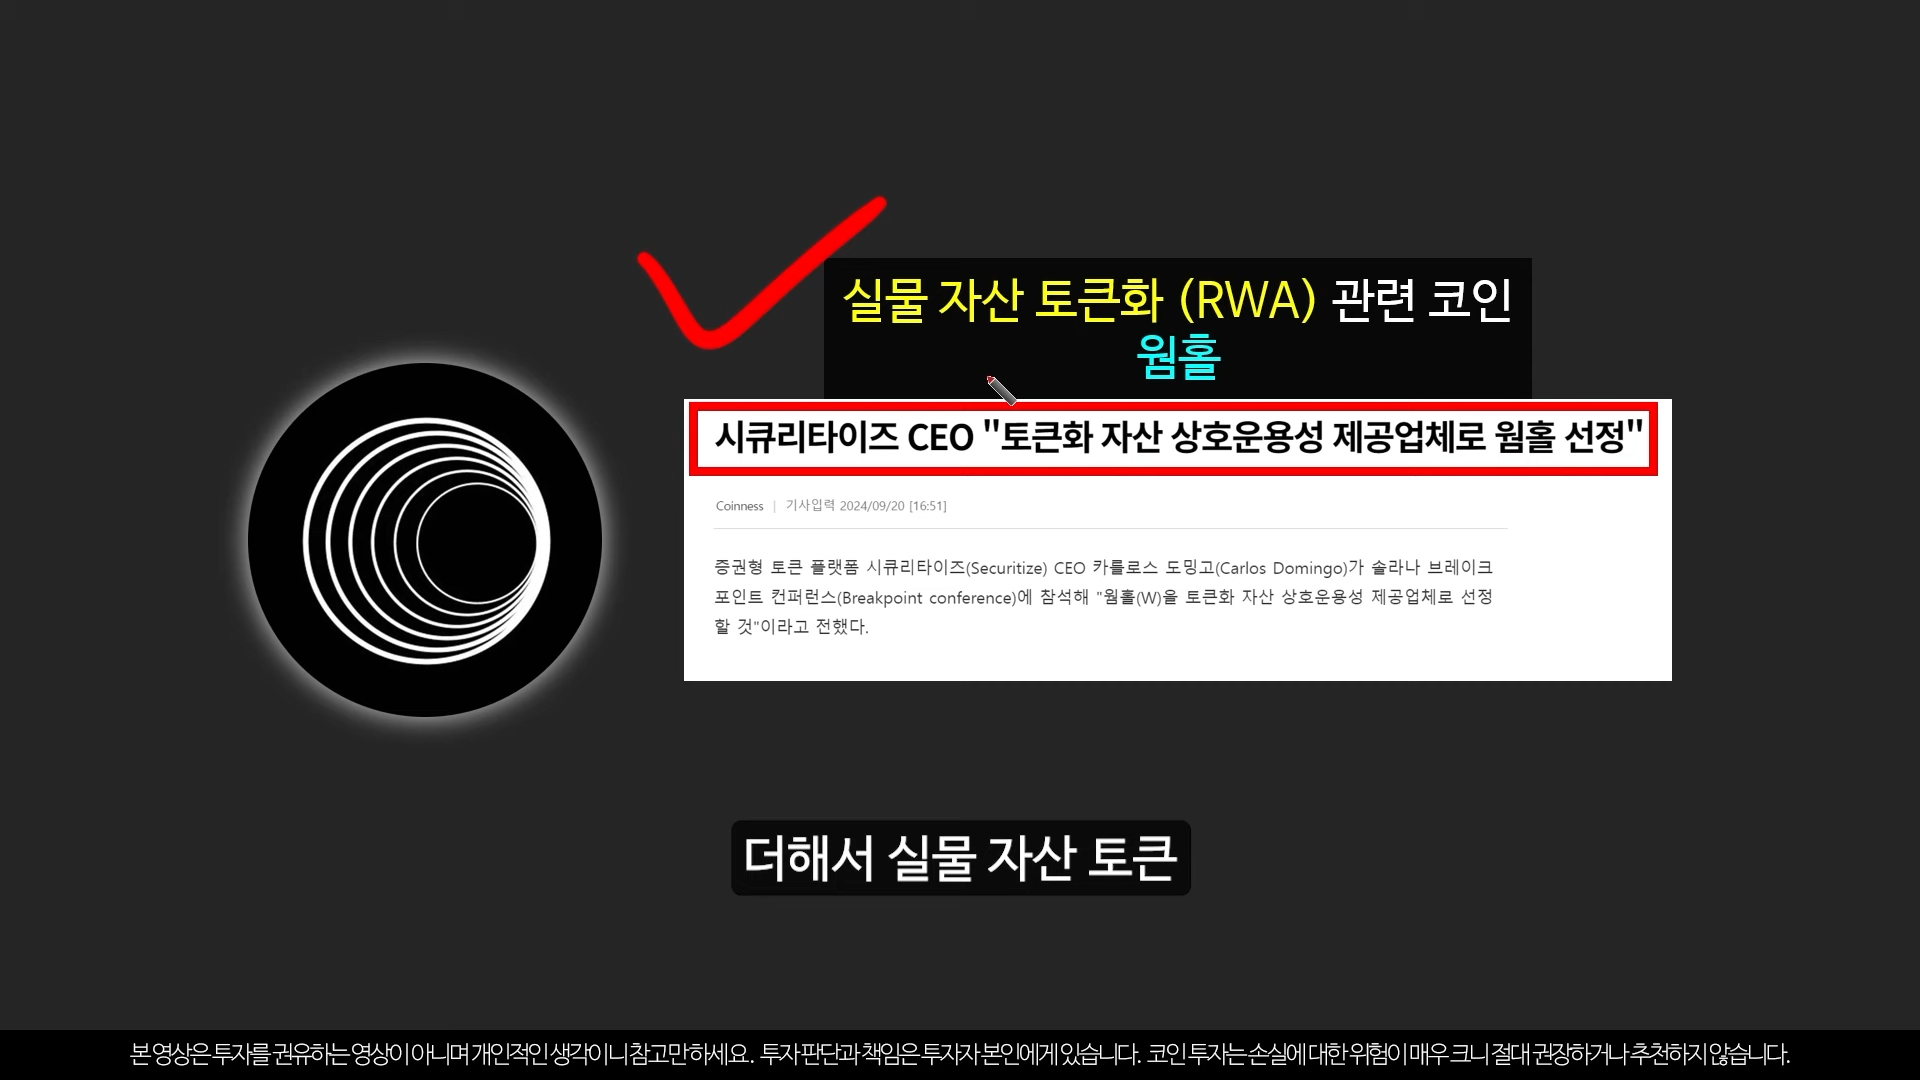 실물 자산 토큰화 (RWA) 관련 코인
웜홀
시큐리타이즈 CEO "토큰화 자산 상호운용성 제공업체로 웜홀 선정"
Coinness | 기사입력 2024/09/20 [16:51]
증권형 토큰 플랫폼 시큐리타이즈(Securitize) CEO 카를로스 도밍고(Carlos Domingo)가 솔라나 브레이크
포인트 컨퍼런스(Breakpoint conference)에 참석해 "웜홀(W)을 토큰화 자산 상호운용성 제공업체로 선정
할 것"이라고 전했다.
더해서 실물 자산 토큰
본 영상은 투자를 권유하는 영상이 아니며 개인적인 생각이니 참고만 하세요. 투자 판단과 책임은 투자자 본인에게 있습니다. 코인 투자는 손실에 대한 위험이 매우 크니 절대 권장하거나 추천하지 않습니다.